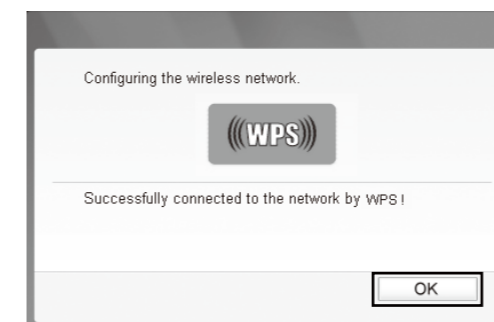 Configuring the wireless network.
(((WPS)))
Successfully connected to the network by WPS !
OK